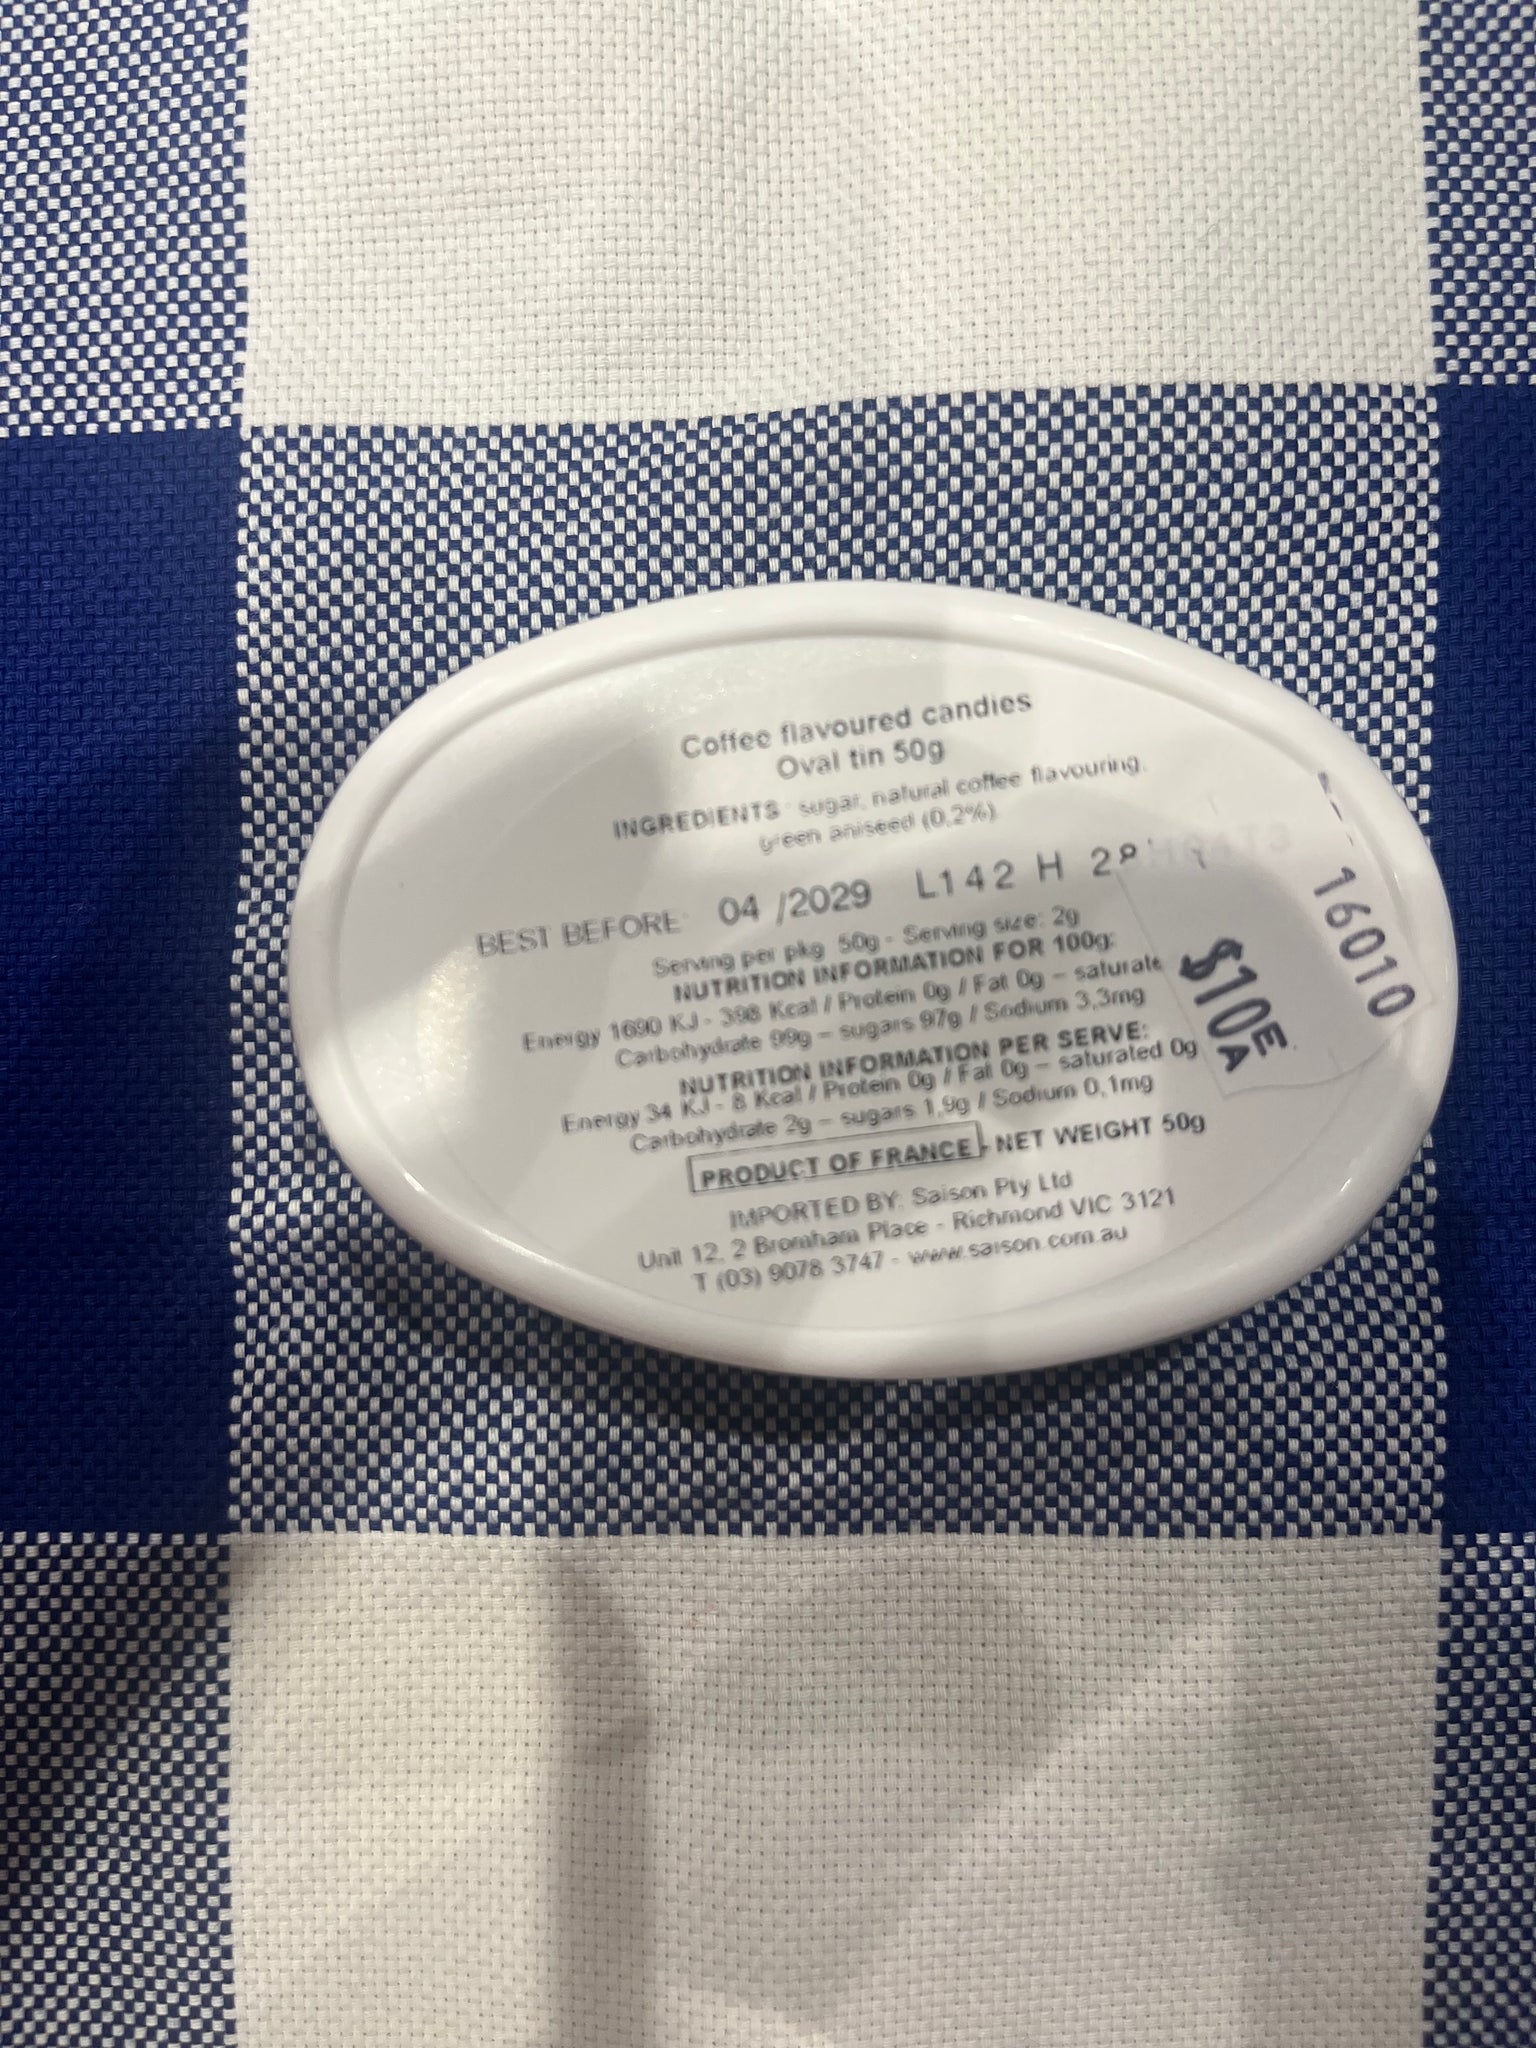 Coffee flavoured candies
Oval tin 50g
INGREDIENTS: sugar, natural coffee flavouring,
green aniseed (0,2%)
BEST BEFORE: 04 /2029 L142 H
Serving per pkg 50g - Serving size: 2g
NUTRITION INFORMATION FOR 100g:
Energy 1690 KJ - 398 Kcal / Protein 0g / Fat 0g –
Carbohydrate 99g – sugars 97g / Sodium 3,3mg
NUTRITION INFORMATION PER SERVE:
Energy 34 KJ - 8 Kcal / Protein 0g / Fat 0g – saturated 0g
Carbohydrate 2g – sugars 1,9g / Sodium 0,1mg
PRODUCT OF FRANCE - NET WEIGHT 50g
IMPORTED BY: Saison Pty Ltd
Unit 12, 2 Bromham Place - Richmond VIC 3121
T (03) 9078 3747 - www.saison.com.au
16010
$10 EA